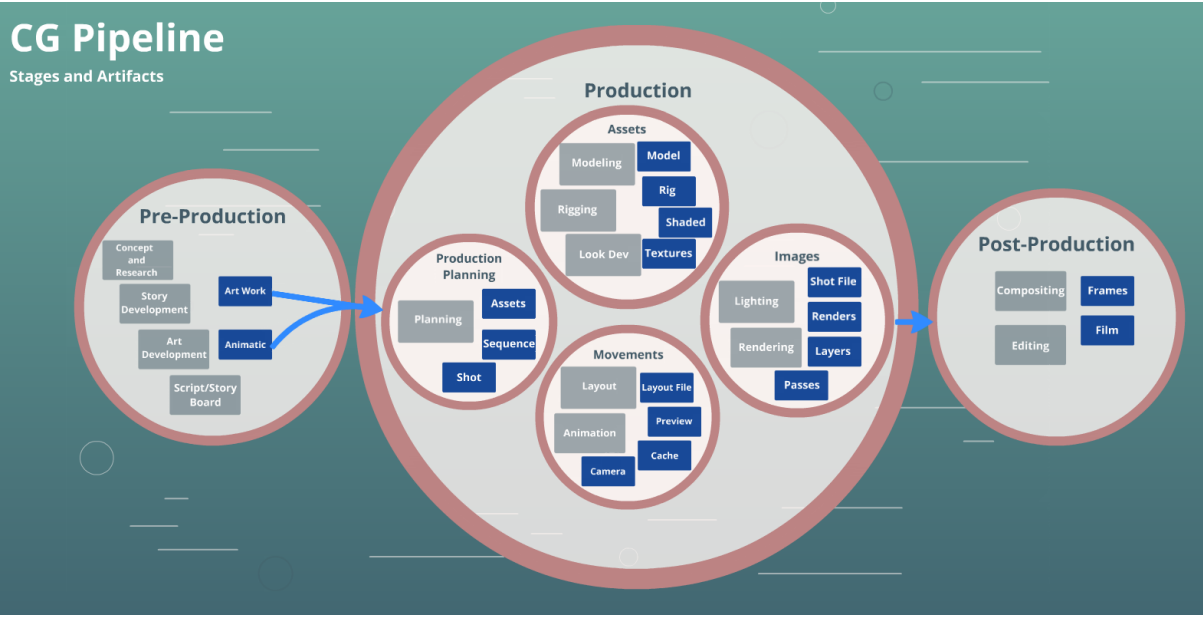 CG Pipeline
Stages and Artifacts
Pre-Production
Concept
and
Research
Story
Development
Art
Development
Script/Story
Board
Art Work
Animatic
Production
Production
Planning
Planning
Assets
Sequence
Shot
Assets
Modeling
Rigging
Look Dev
Model
Rig
Shaded
Textures
Movements
Layout
Animation
Layout File
Preview
Cache
Camera
Images
Lighting
Rendering
Shot File
Renders
Layers
Passes
Post-Production
Compositing
Editing
Frames
Film